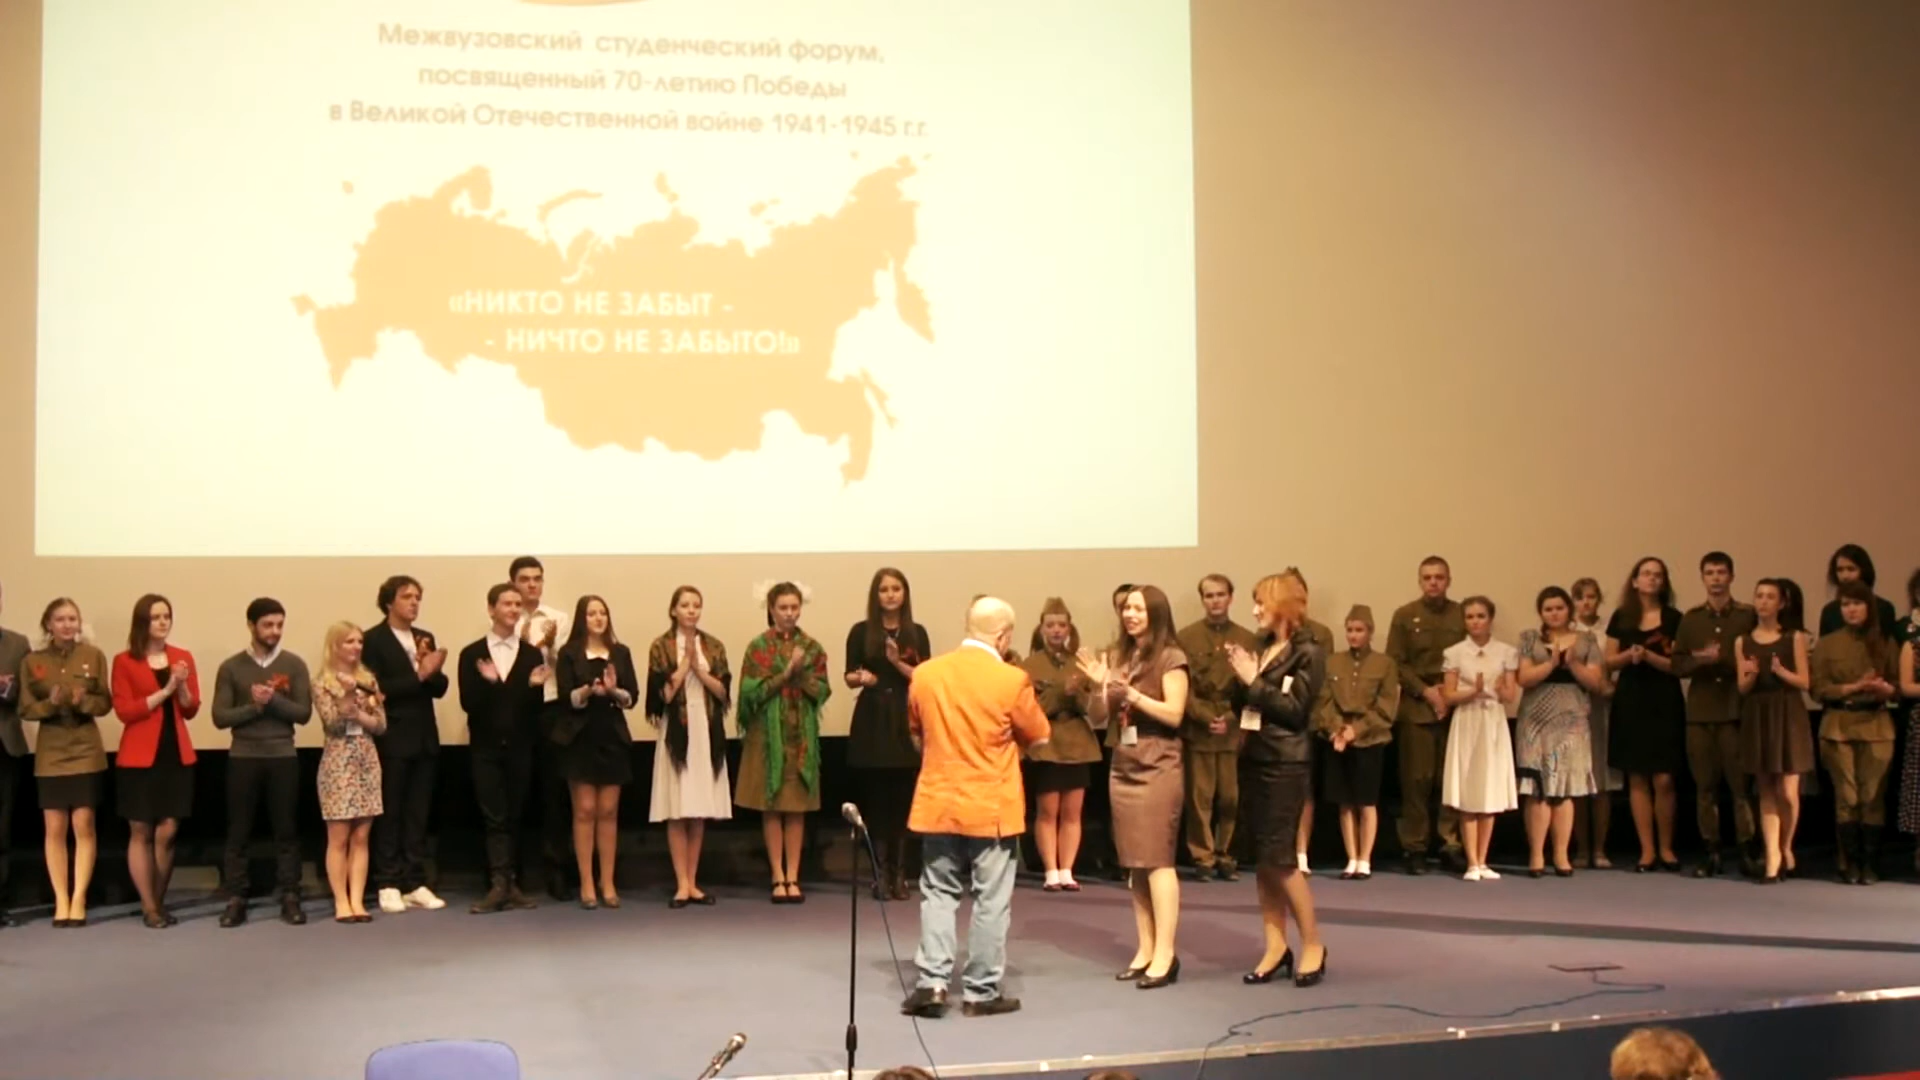 Межвузовский студенческий форум,
посвященный 70-летию Победы
в Великой Отечественной войне 1941-1945 г.г.
«НИКТО НЕ ЗАБЫТ -
- НИЧТО НЕ ЗАБЫТО!»